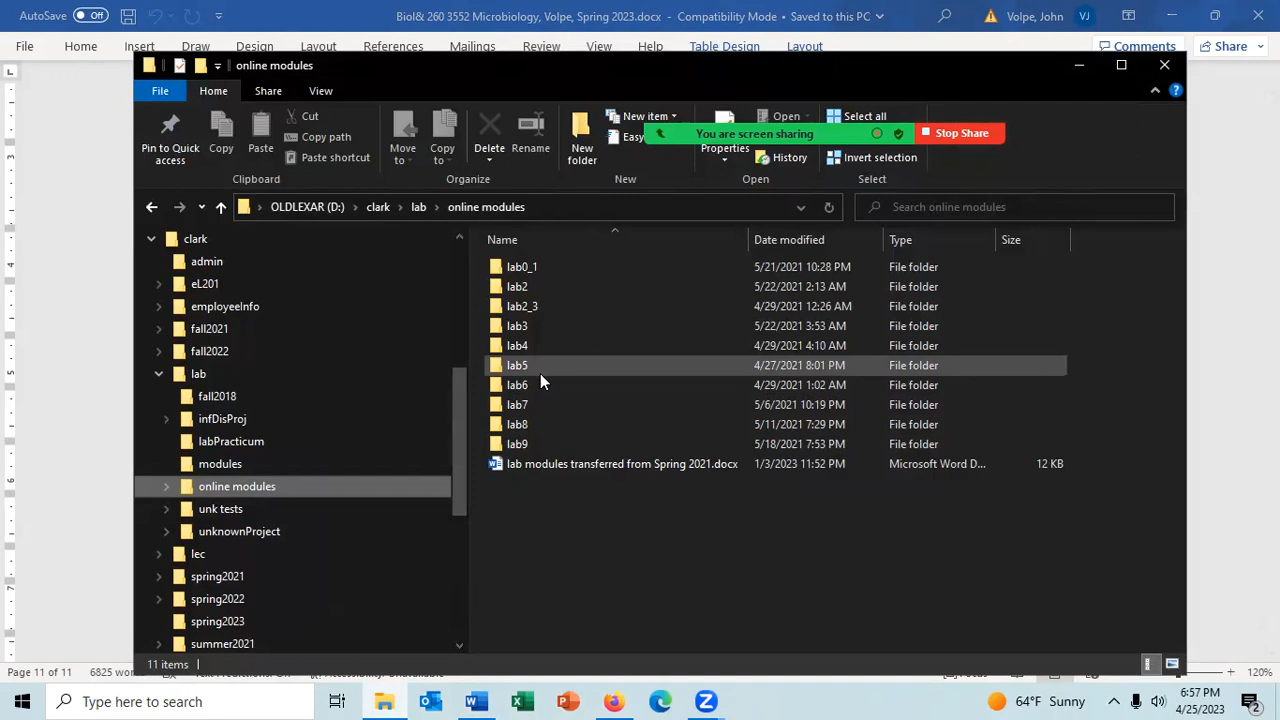 AutoSave Off Biol& 260 3552 Microbiology, Volpe, Spring 2023.docx - Compatibility Mode • Saved to this PC Volpe, John VJ
File Home Insert Draw Design Layout References Mailings Review View Help Table Design Layout Comments Share
online modules
File Home Share View
Pin to Quick access Copy Paste Cut Copy path Paste shortcut Move to Copy to Delete Rename New folder New item Easy Properties Open History Select all Invert selection
You are screen sharing Stop Share
Clipboard Organize New Open Select
OLDLEXAR (D:) clark lab online modules Search online modules
Name Date modified Type Size
clark
admin
eL201
employeeInfo
fall2021
fall2022
lab
fall2018
infDisProj
labPracticum
modules
online modules
unk tests
unknownProject
lec
spring2021
spring2022
spring2023
summer2021
lab0_1 5/21/2021 10:28 PM File folder
lab2 5/22/2021 2:13 AM File folder
lab2_3 4/29/2021 12:26 AM File folder
lab3 5/22/2021 3:53 AM File folder
lab4 4/29/2021 4:10 AM File folder
lab5 4/27/2021 8:01 PM File folder
lab6 4/29/2021 1:02 AM File folder
lab7 5/6/2021 10:19 PM File folder
lab8 5/11/2021 7:29 PM File folder
lab9 5/18/2021 7:53 PM File folder
lab modules transferred from Spring 2021.docx 1/3/2023 11:52 PM Microsoft Word D... 12 KB
11 items
3
6
7
Page 11 of 11 6825 120%
Type here to search 64°F Sunny 6:57 PM
4/25/2023 2